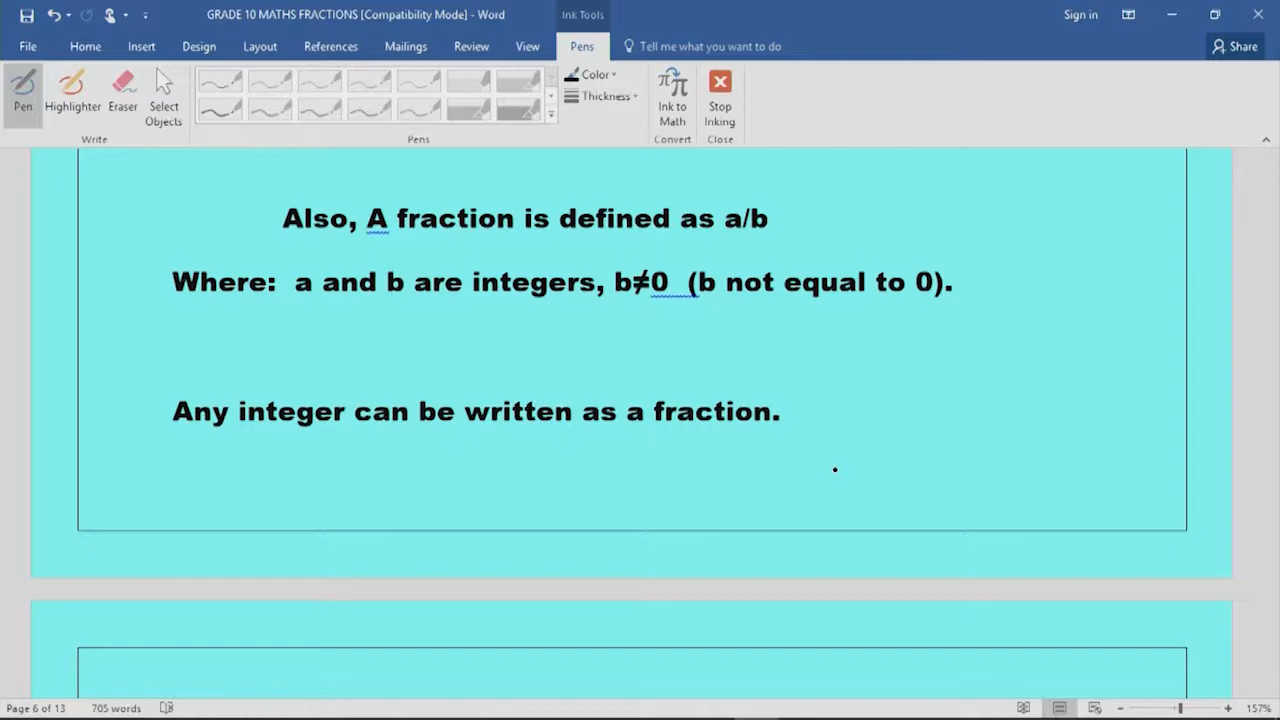 GRADE 10 MATHS FRACTIONS [Compatibility Mode] - Word
Ink Tools
Sign in
File Home Insert Design Layout References Mailings Review View Pens Tell me what you want to do Share
Pen Highlighter Eraser Select Objects
Color
Thickness
Ink to Math
Stop Inking
Write Pens Convert Close
Also, A fraction is defined as a/b
Where: a and b are integers, b≠0 (b not equal to 0).
Any integer can be written as a fraction.
Page 6 of 13 705 words 157%